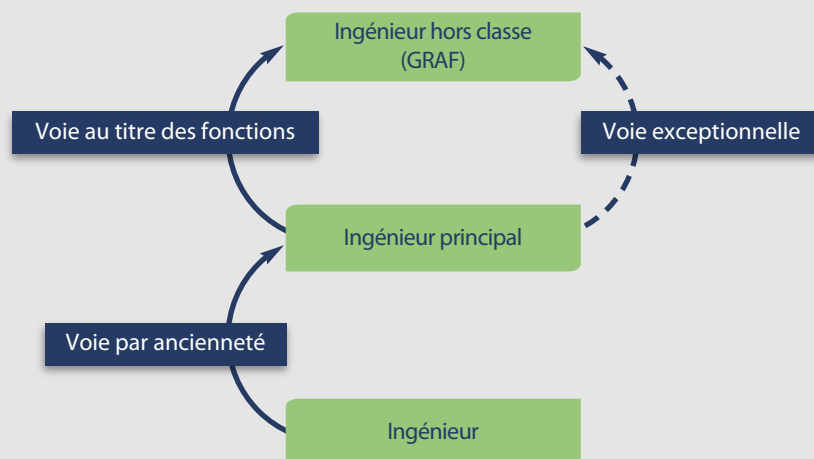 Ingénieur hors classe
(GRAF)
Voie au titre des fonctions
Voie exceptionnelle
Ingénieur principal
Voie par ancienneté
Ingénieur